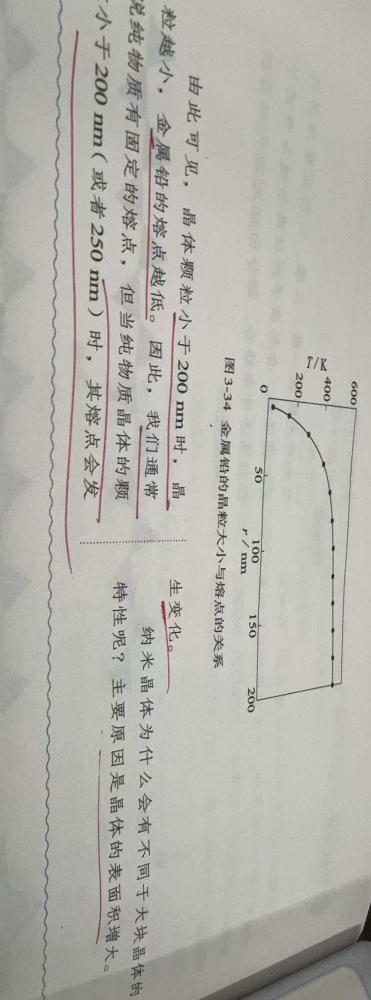 600
400
200
0
T/K
50
100
150
200
r/nm
图 3-34 金属铅的晶粒大小与熔点的关系
由此可见，晶体颗粒小于200 nm时，晶
粒越小，金属铅的熔点越低。因此，我们通常
说纯物质有固定的熔点，但当纯物质晶体的颗
小于200 nm（或者250 nm）时，其熔点会发
生变化。
纳米晶体为什么会有不同于大块晶体的
特性呢？主要原因是晶体的表面积增大。